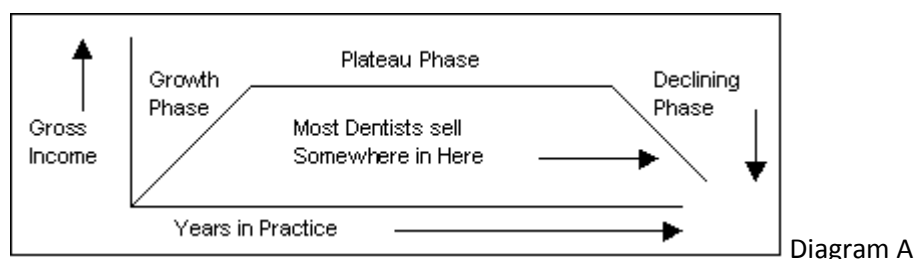 Plateau Phase
Growth
Phase
Declining
Phase
Gross
Income
Most Dentists sell
Somewhere in Here
Years in Practice
Diagram A